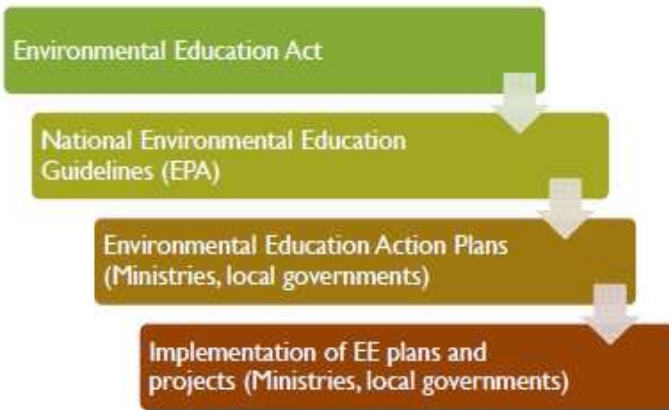 Environmental Education Act
National Environmental Education
Guidelines (EPA)
Environmental Education Action Plans
(Ministries, local governments)
Implementation of EE plans and
projects (Ministries, local governments)